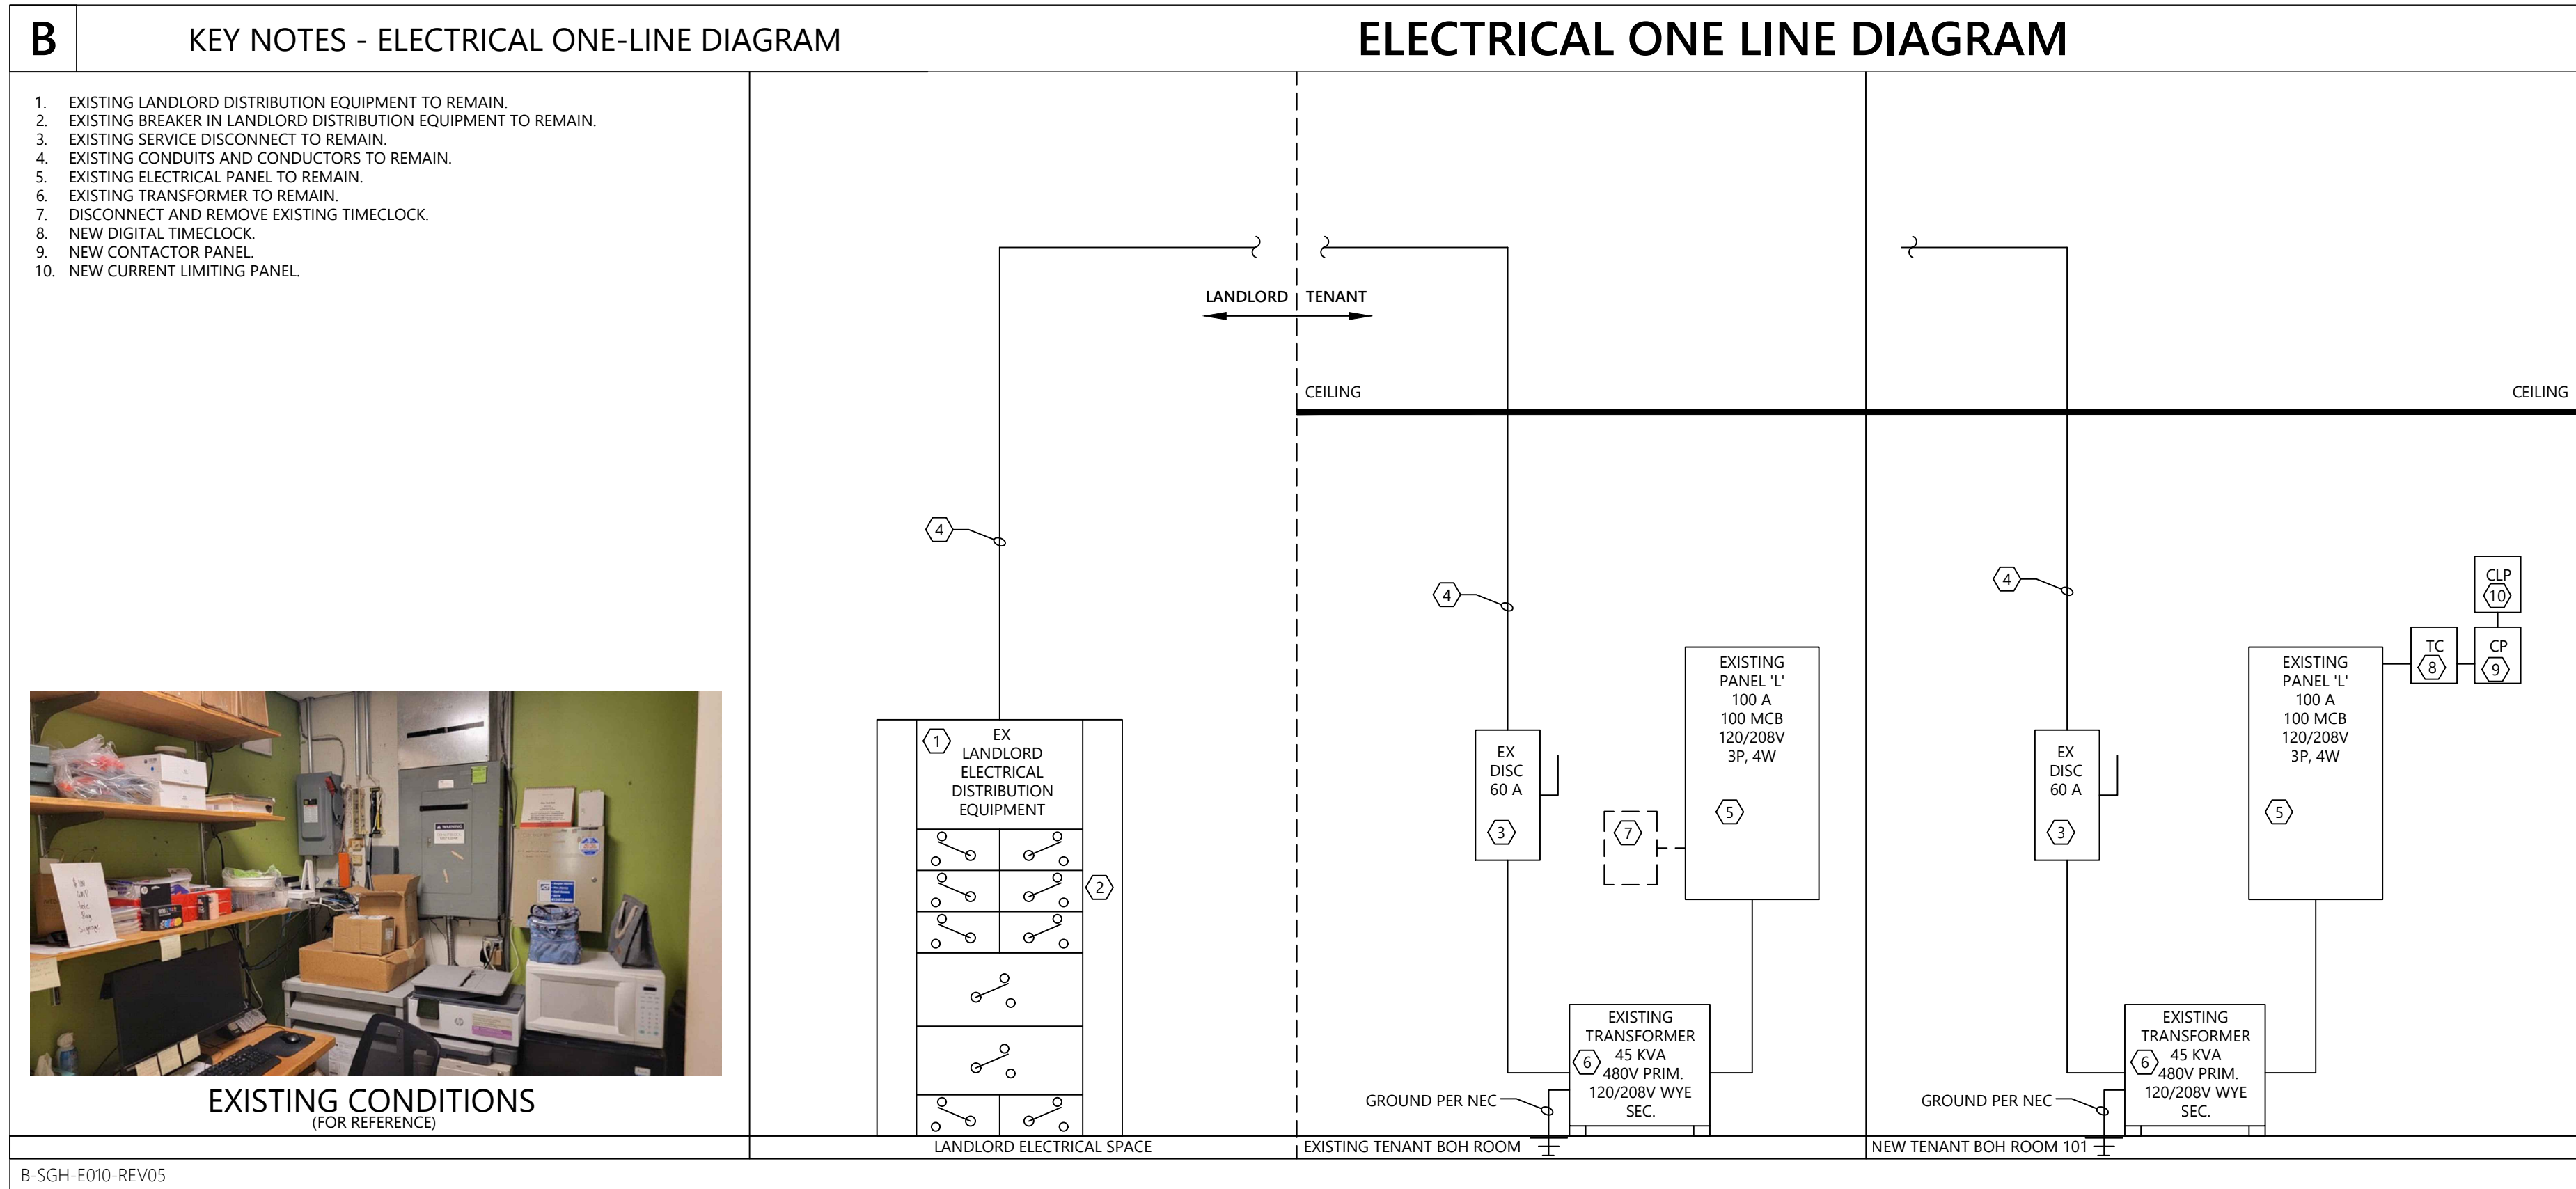 B
KEY NOTES - ELECTRICAL ONE-LINE DIAGRAM
ELECTRICAL ONE LINE DIAGRAM
1. EXISTING LANDLORD DISTRIBUTION EQUIPMENT TO REMAIN.
2. EXISTING BREAKER IN LANDLORD DISTRIBUTION EQUIPMENT TO REMAIN.
3. EXISTING SERVICE DISCONNECT TO REMAIN.
4. EXISTING CONDUITS AND CONDUCTORS TO REMAIN.
5. EXISTING ELECTRICAL PANEL TO REMAIN.
6. EXISTING TRANSFORMER TO REMAIN.
7. DISCONNECT AND REMOVE EXISTING TIMECLOCK.
8. NEW DIGITAL TIMECLOCK.
9. NEW CONTACTOR PANEL.
10. NEW CURRENT LIMITING PANEL.
EXISTING CONDITIONS
(FOR REFERENCE)
LANDLORD
TENANT
CEILING
CEILING
4
1
EX
LANDLORD
ELECTRICAL
DISTRIBUTION
EQUIPMENT
2
LANDLORD ELECTRICAL SPACE
4
EX
DISC
60 A
3
7
EXISTING
PANEL 'L'
100 A
100 MCB
120/208V
3P, 4W
5
EXISTING
TRANSFORMER
6
45 KVA
480V PRIM.
120/208V WYE
SEC.
GROUND PER NEC
EXISTING TENANT BOH ROOM
4
EX
DISC
60 A
3
EXISTING
PANEL 'L'
100 A
100 MCB
120/208V
3P, 4W
5
TC
8
CLP
10
CP
9
EXISTING
TRANSFORMER
6
45 KVA
480V PRIM.
120/208V WYE
SEC.
GROUND PER NEC
NEW TENANT BOH ROOM 101
B-SGH-E010-REV05